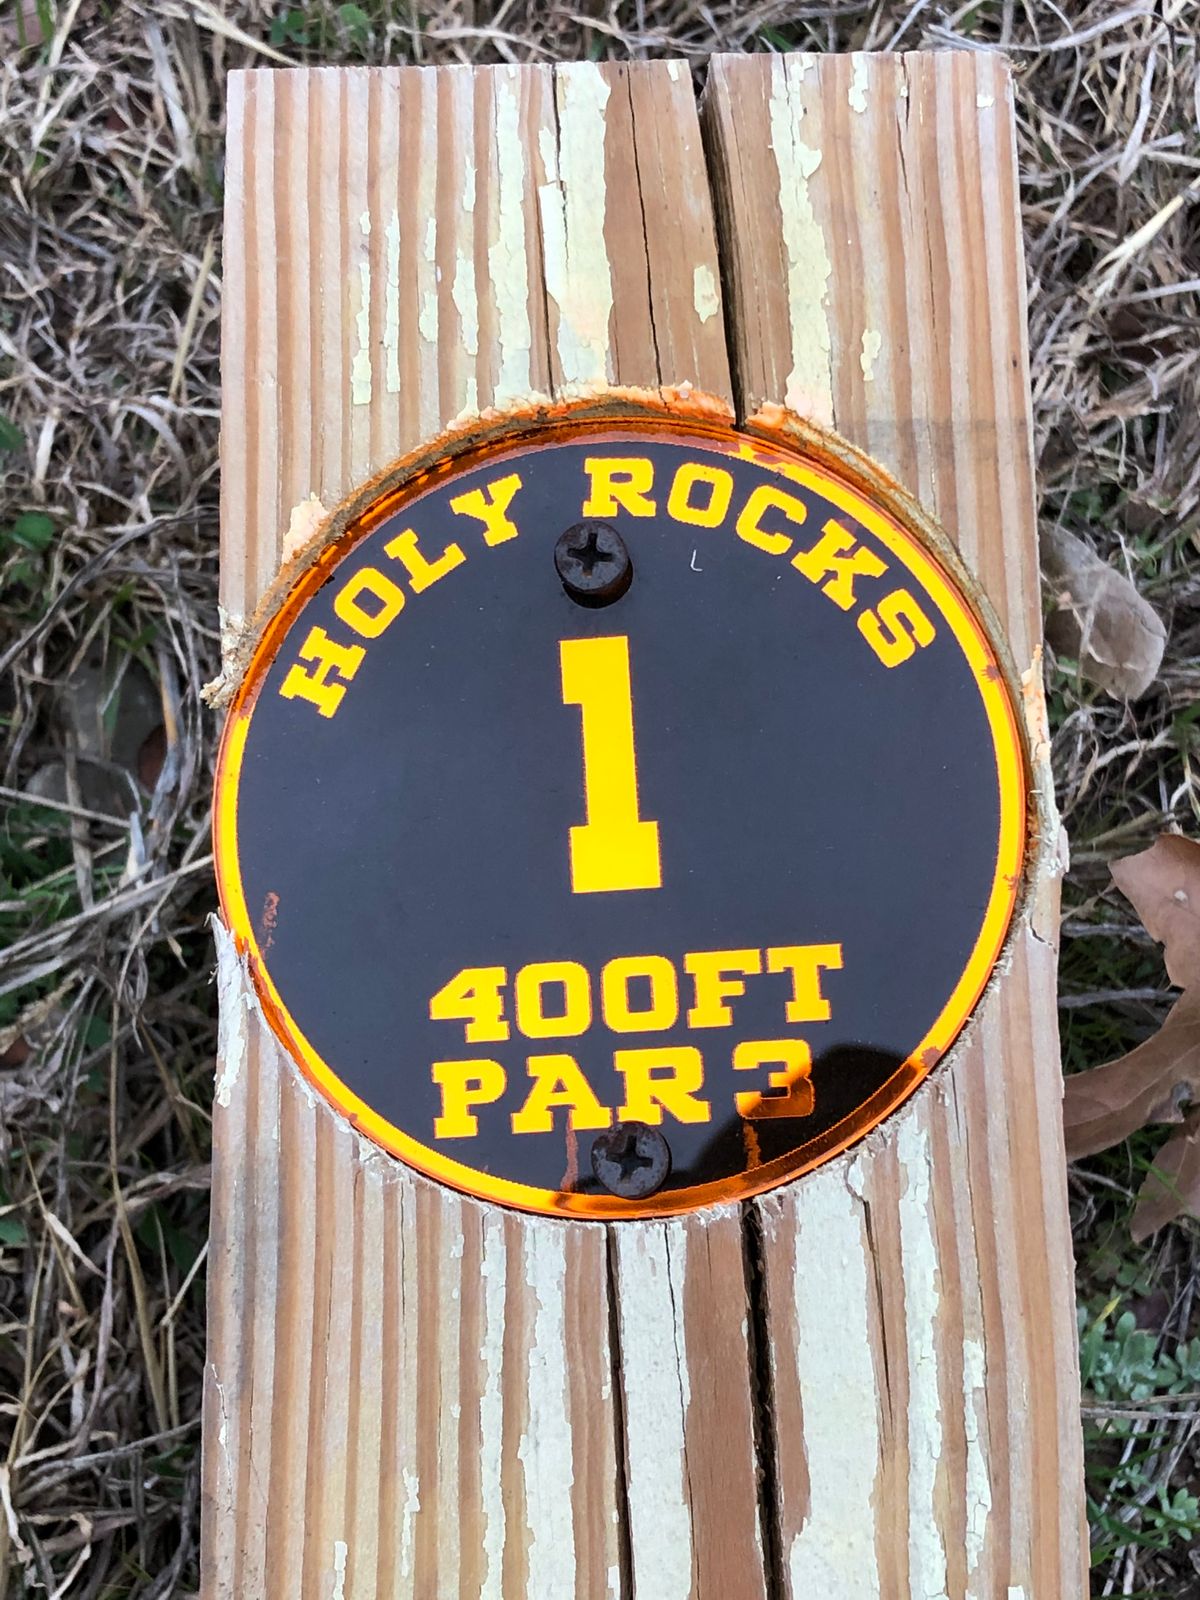 HOLY ROCKS
1
400FT
PAR 3